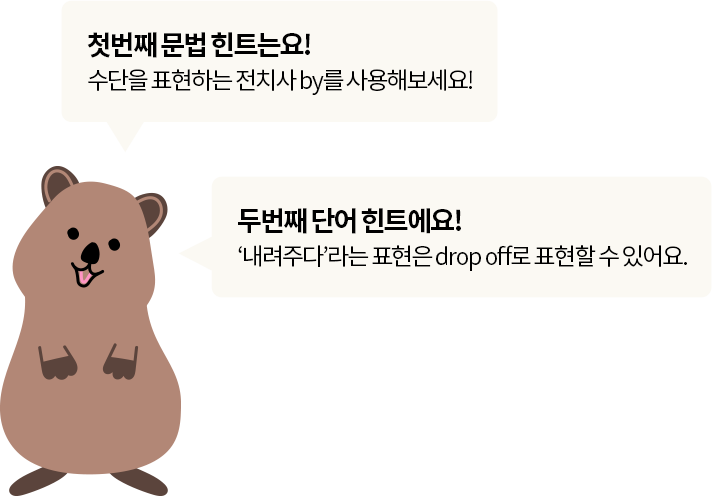 첫번째 문법 힌트는요!
수단을 표현하는 전치사 by를 사용해보세요!
두번째 단어 힌트에요!
‘내려주다’라는 표현은 drop off로 표현할 수 있어요.